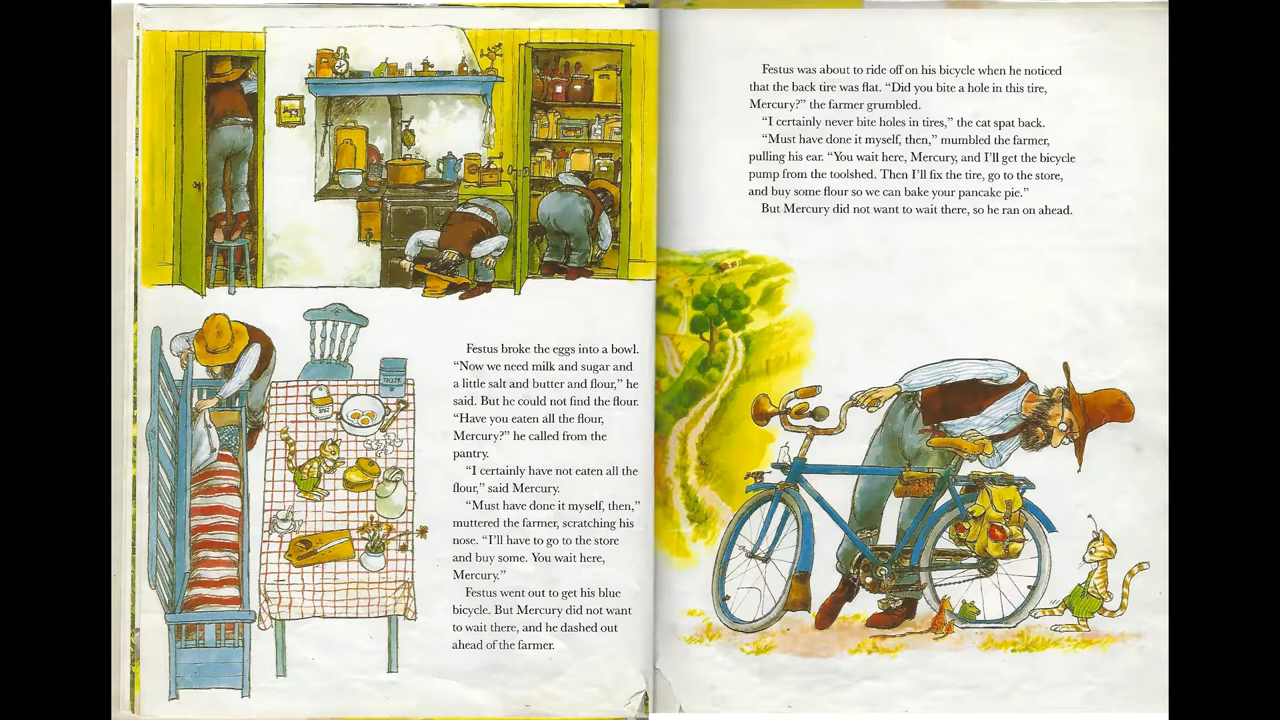 Festus broke the eggs into a bowl.
“Now we need milk and sugar and
a little salt and butter and flour,” he
said. But he could not find the flour.
“Have you eaten all the flour,
Mercury?” he called from the
pantry.
“I certainly have not eaten all the
flour,” said Mercury.
“Must have done it myself, then,”
muttered the farmer, scratching his
nose. “I’ll have to go to the store
and buy some. You wait here,
Mercury.”
Festus went out to get his blue
bicycle. But Mercury did not want
to wait there, and he dashed out
ahead of the farmer.
Festus was about to ride off on his bicycle when he noticed
that the back tire was flat. “Did you bite a hole in this tire,
Mercury?” the farmer grumbled.
“I certainly never bite holes in tires,” the cat spat back.
“Must have done it myself, then,” mumbled the farmer,
pulling his ear. “You wait here, Mercury, and I’ll get the bicycle
pump from the toolshed. Then I’ll fix the tire, go to the store,
and buy some flour so we can bake your pancake pie.”
But Mercury did not want to wait there, so he ran on ahead.